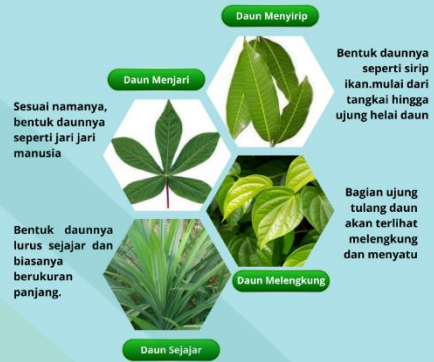 Daun Menyirip
Bentuk daunnya
seperti sirip
ikan.mulai dari
tangkai hingga
ujung helai daun
Daun Menjari
Sesuai namanya,
bentuk daunnya
seperti jari jari
manusia
Bagian ujung
tulang daun
akan terlihat
melengkung
dan menyatu
Daun Melengkung
Bentuk daunnya
lurus sejajar dan
biasanya
berukuran
panjang.
Daun Sejajar